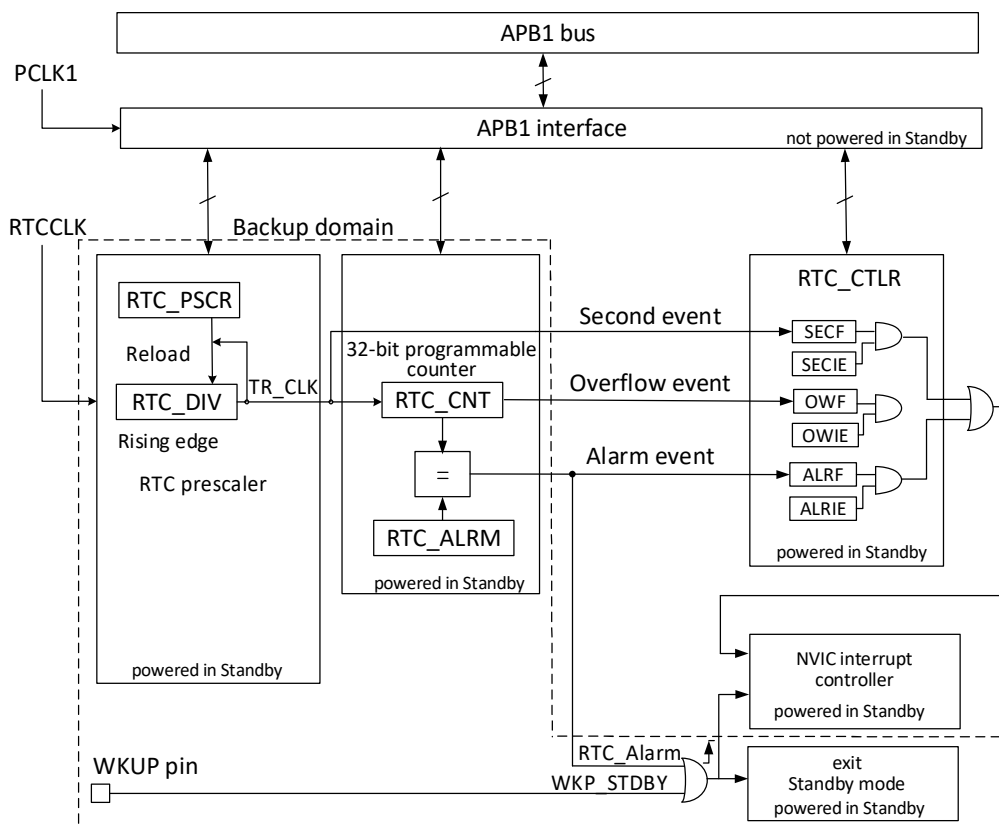 APB1 bus
PCLK1
APB1 interface
not powered in Standby
RTCCLK
Backup domain
RTC_PSCR
Reload
RTC_DIV
TR_CLK
Rising edge
RTC prescaler
powered in Standby
32-bit programmable
counter
RTC_CNT
=
RTC_ALRM
powered in Standby
Second event
Overflow event
Alarm event
RTC_CTLR
SECF
SECIE
OWF
OWIE
ALRF
ALRIE
powered in Standby
NVIC interrupt
controller
powered in Standby
RTC_Alarm
WKUP pin
WKP_STDBY
exit
Standby mode
powered in Standby